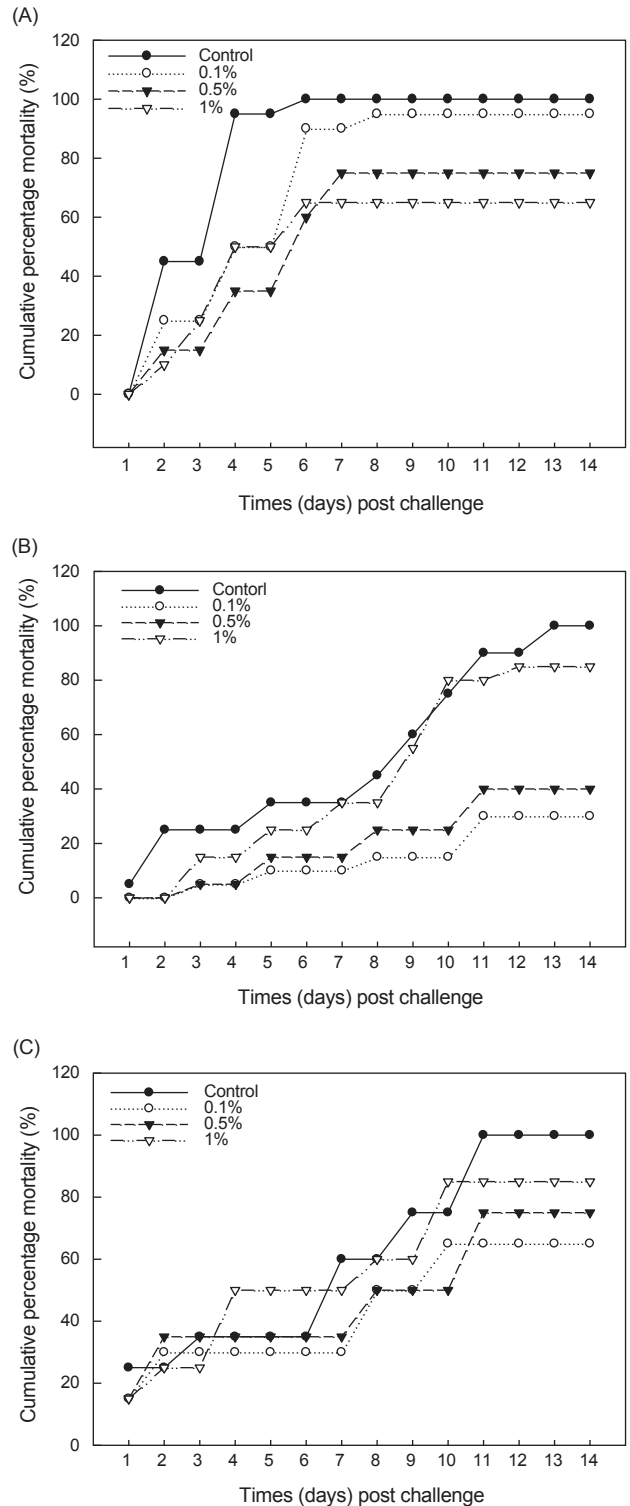 (A)
120
100
80
60
40
20
0
Cumulative percentage mortality (%)
Control
0.1%
0.5%
1%
1 2 3 4 5 6 7 8 9 10 11 12 13 14
Times (days) post challenge
(B)
120
100
80
60
40
20
0
Cumulative percentage mortality (%)
Contorl
0.1%
0.5%
1%
1 2 3 4 5 6 7 8 9 10 11 12 13 14
Times (days) post challenge
(C)
120
100
80
60
40
20
0
Cumulative percentage mortality (%)
Control
0.1%
0.5%
1%
1 2 3 4 5 6 7 8 9 10 11 12 13 14
Times (days) post challenge